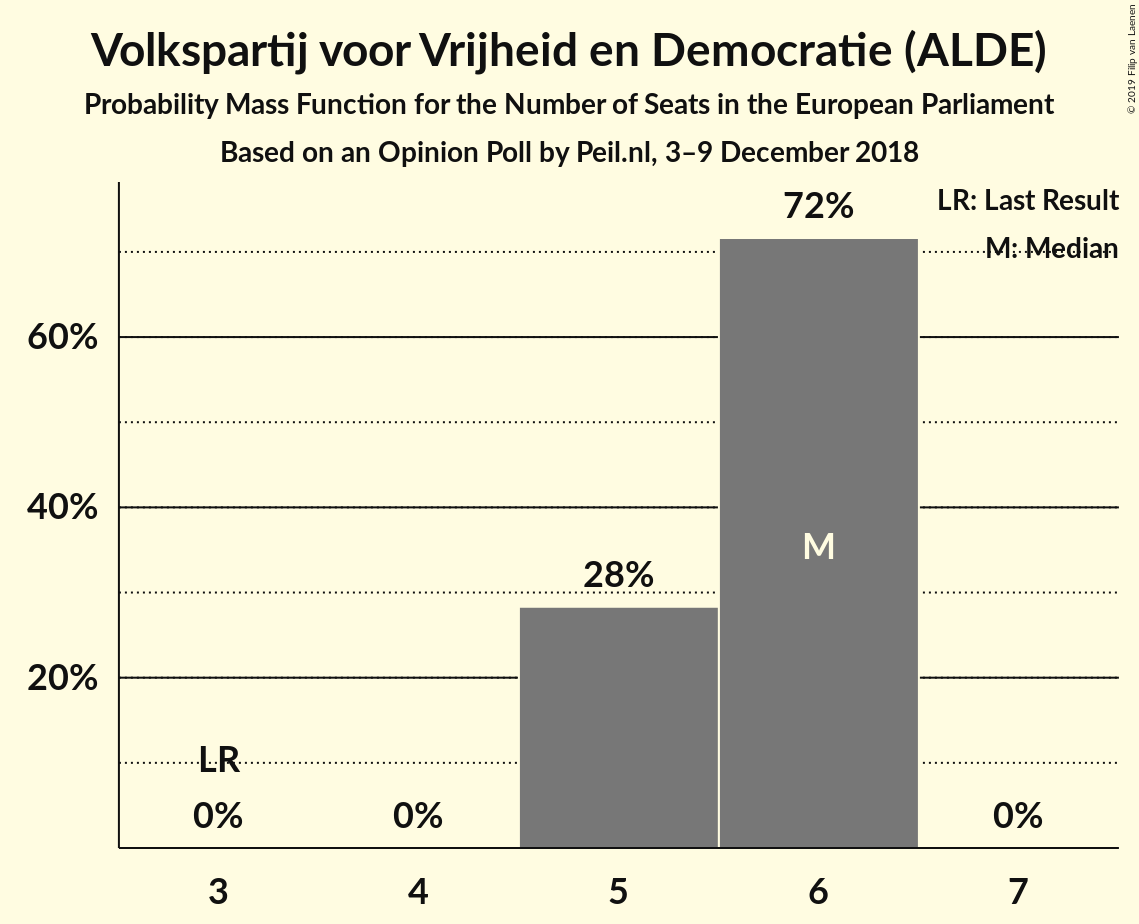 Volkspartij voor Vrijheid en Democratie (ALDE)
Probability Mass Function for the Number of Seats in the European Parliament
Based on an Opinion Poll by Peil.nl, 3–9 December 2018
© 2019 Filip van Laenen
LR: Last Result
M: Median
72%
60%
40%
M
28%
20%
LR
0%
0%
0%
3
4
5
6
7